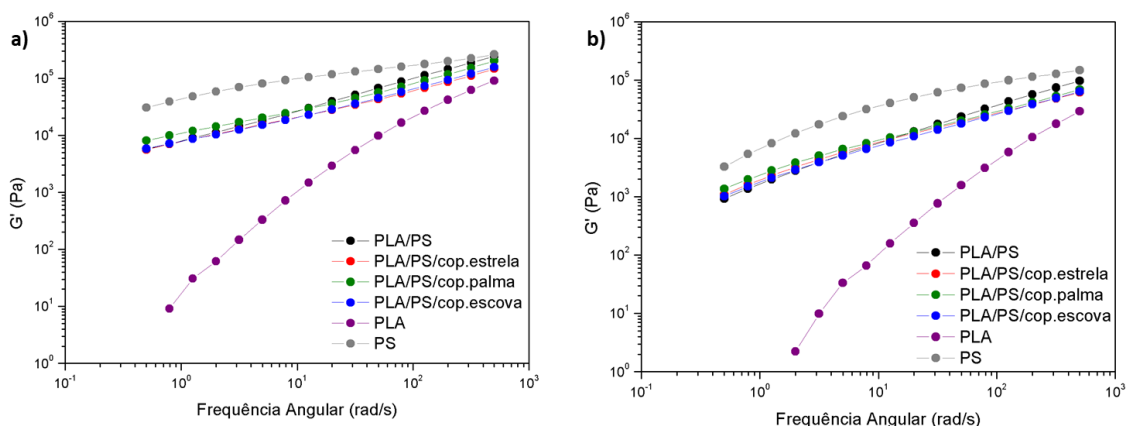 a)
G' (Pa)
10^6
10^5
10^4
10^3
10^2
10^1
10^0
PLA/PS
PLA/PS/cop.estrela
PLA/PS/cop.palma
PLA/PS/cop.escova
PLA
PS
10^-1
10^0
10^1
10^2
10^3
Frequência Angular (rad/s)
b)
G' (Pa)
10^6
10^5
10^4
10^3
10^2
10^1
10^0
PLA/PS
PLA/PS/cop.estrela
PLA/PS/cop.palma
PLA/PS/cop.escova
PLA
PS
10^-1
10^0
10^1
10^2
10^3
Frequência Angular (rad/s)